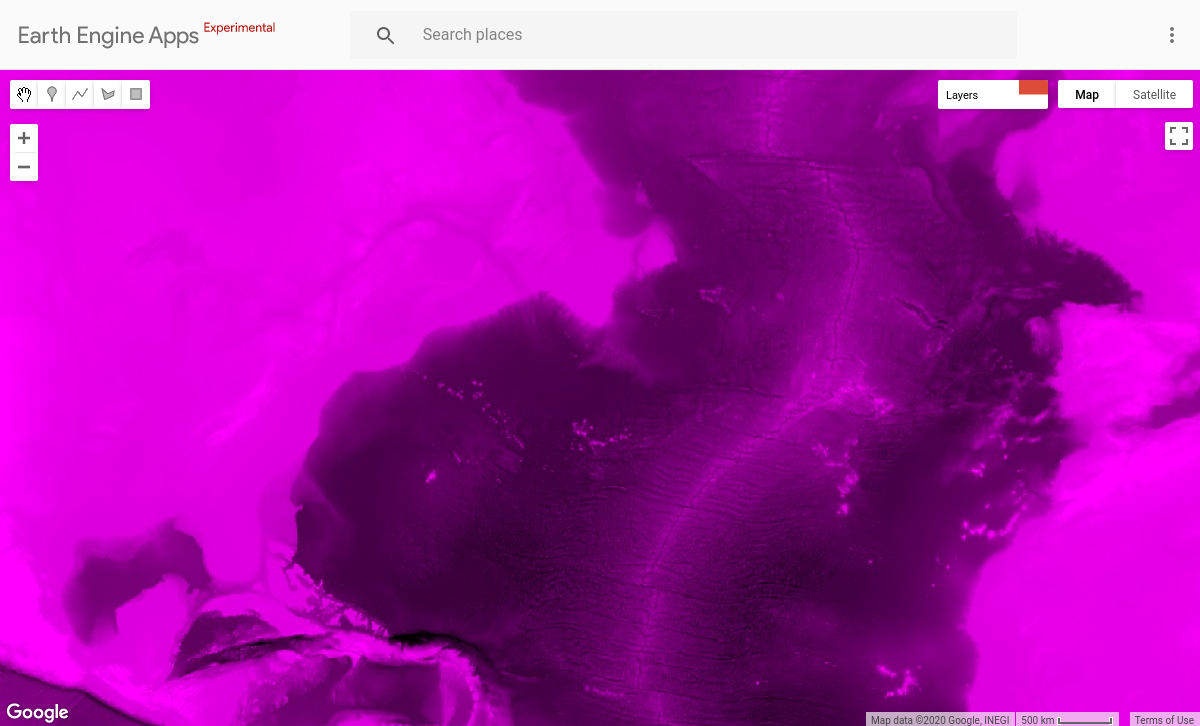 Earth Engine Apps Experimental
Search places
Layers
Map
Satellite
+
−
Google
Map data ©2020 Google, INEGI
500 km
Terms of Use